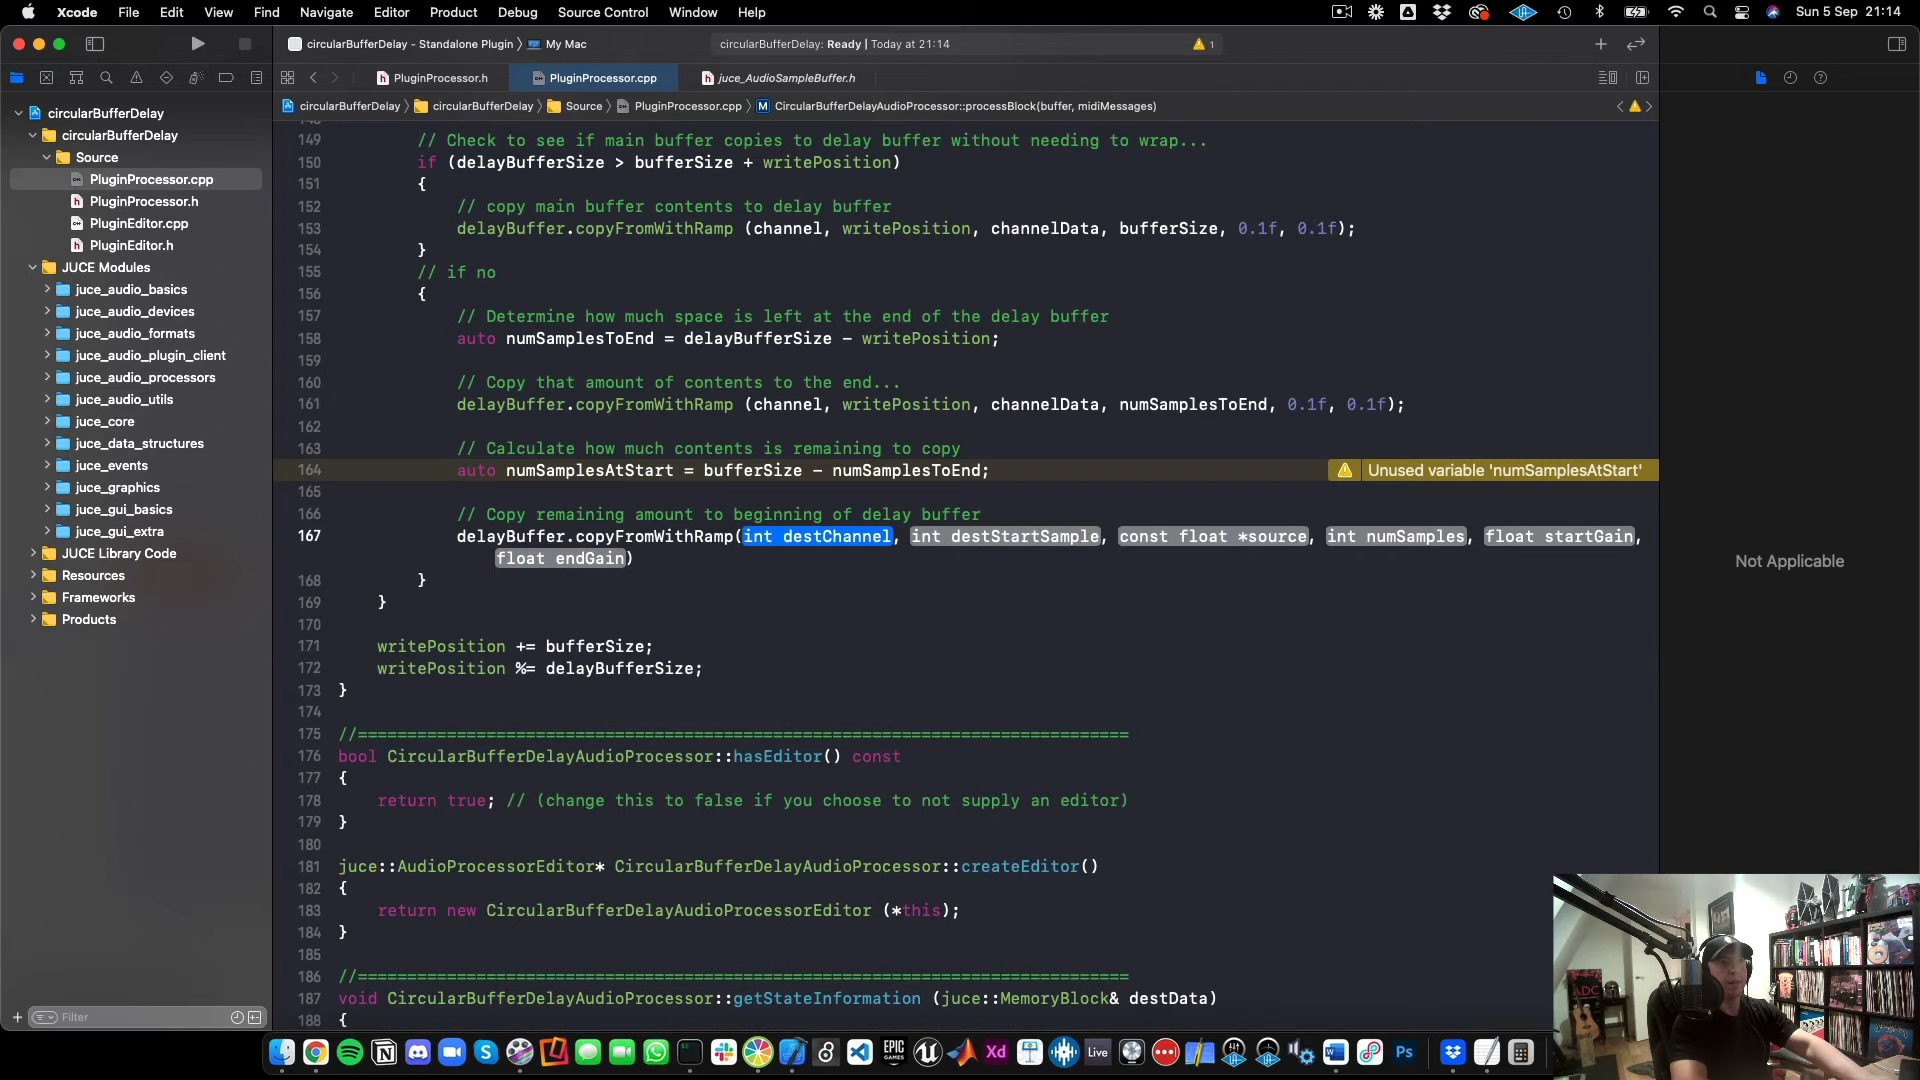 Xcode File Edit View Find Navigate Editor Product Debug Source Control Window Help Sun 5 Sep 21:14
circularBufferDelay - Standalone Plugin 〉 My Mac circularBufferDelay: Ready | Today at 21:14 1
PluginProcessor.h PluginProcessor.cpp juce_AudioSampleBuffer.h
circularBufferDelay 〉 circularBufferDelay 〉 Source 〉 PluginProcessor.cpp 〉 M CircularBufferDelayAudioProcessor::processBlock(buffer, midiMessages)
circularBufferDelay
circularBufferDelay
Source
PluginProcessor.cpp
PluginProcessor.h
PluginEditor.cpp
PluginEditor.h
JUCE Modules
juce_audio_basics
juce_audio_devices
juce_audio_formats
juce_audio_plugin_client
juce_audio_processors
juce_audio_utils
juce_core
juce_data_structures
juce_events
juce_graphics
juce_gui_basics
juce_gui_extra
JUCE Library Code
Resources
Frameworks
Products
Filter
149 // Check to see if main buffer copies to delay buffer without needing to wrap...
150 if (delayBufferSize > bufferSize + writePosition)
151 {
152 // copy main buffer contents to delay buffer
153 delayBuffer.copyFromWithRamp (channel, writePosition, channelData, bufferSize, 0.1f, 0.1f);
154 }
155 // if no
156 {
157 // Determine how much space is left at the end of the delay buffer
158 auto numSamplesToEnd = delayBufferSize - writePosition;
159
160 // Copy that amount of contents to the end...
161 delayBuffer.copyFromWithRamp (channel, writePosition, channelData, numSamplesToEnd, 0.1f, 0.1f);
162
163 // Calculate how much contents is remaining to copy
164 auto numSamplesAtStart = bufferSize - numSamplesToEnd; Unused variable 'numSamplesAtStart'
165
166 // Copy remaining amount to beginning of delay buffer
167 delayBuffer.copyFromWithRamp(int destChannel, int destStartSample, const float *source, int numSamples, float startGain,
float endGain)
168 }
169 }
170
171 writePosition += bufferSize;
172 writePosition %= delayBufferSize;
173 }
174
175 //==============================================================================
176 bool CircularBufferDelayAudioProcessor::hasEditor() const
177 {
178 return true; // (change this to false if you choose to not supply an editor)
179 }
180
181 juce::AudioProcessorEditor* CircularBufferDelayAudioProcessor::createEditor()
182 {
183 return new CircularBufferDelayAudioProcessorEditor (*this);
184 }
185
186 //==============================================================================
187 void CircularBufferDelayAudioProcessor::getStateInformation (juce::MemoryBlock& destData)
188 {
Not Applicable
EPIC GAMES Xd Live Ps